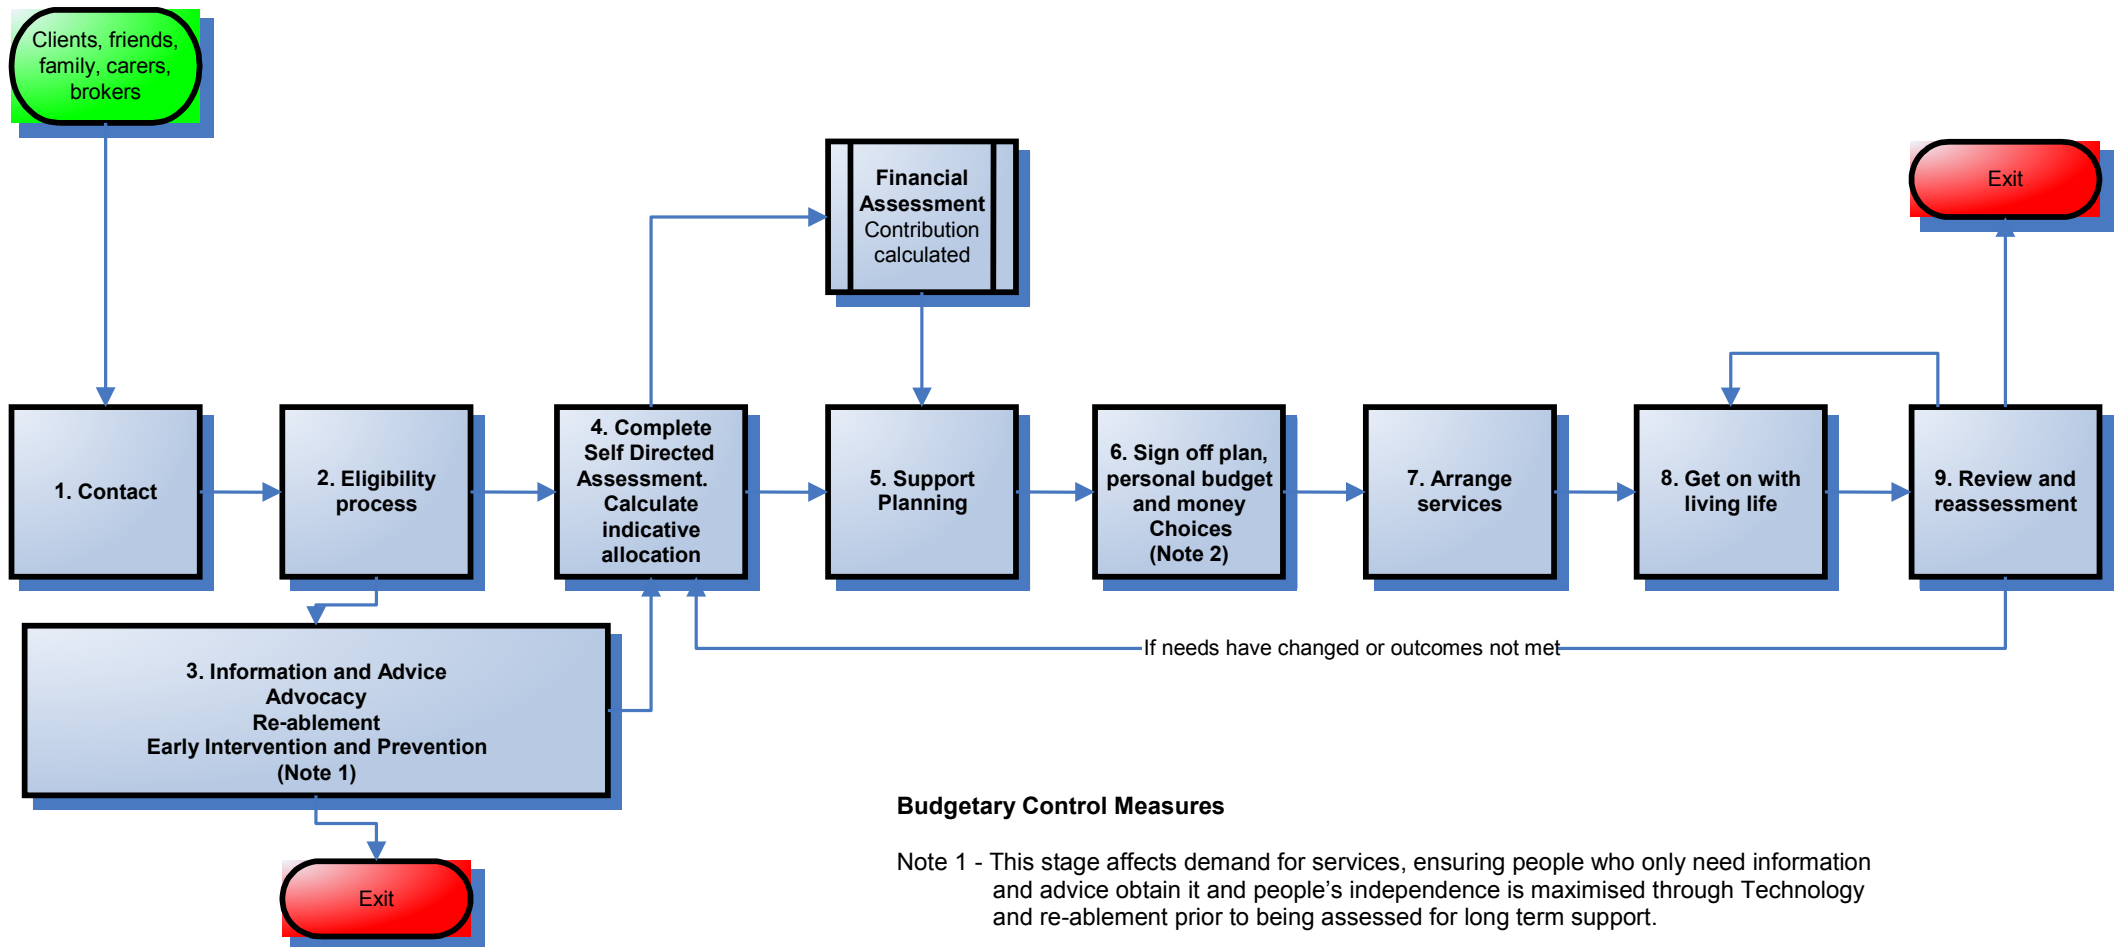 Clients, friends,
family, carers,
brokers
Financial
Assessment
Contribution
calculated
Exit
1. Contact
2. Eligibility
process
4. Complete
Self Directed
Assessment.
Calculate
indicative
allocation
5. Support
Planning
6. Sign off plan,
personal budget
and money
Choices
(Note 2)
7. Arrange
services
8. Get on with
living life
9. Review and
reassessment
If needs have changed or outcomes not met
3. Information and Advice
Advocacy
Re-ablement
Early Intervention and Prevention
(Note 1)
Exit
Budgetary Control Measures
Note 1 - This stage affects demand for services, ensuring people who only need information
and advice obtain it and people’s independence is maximised through Technology
and re-ablement prior to being assessed for long term support.